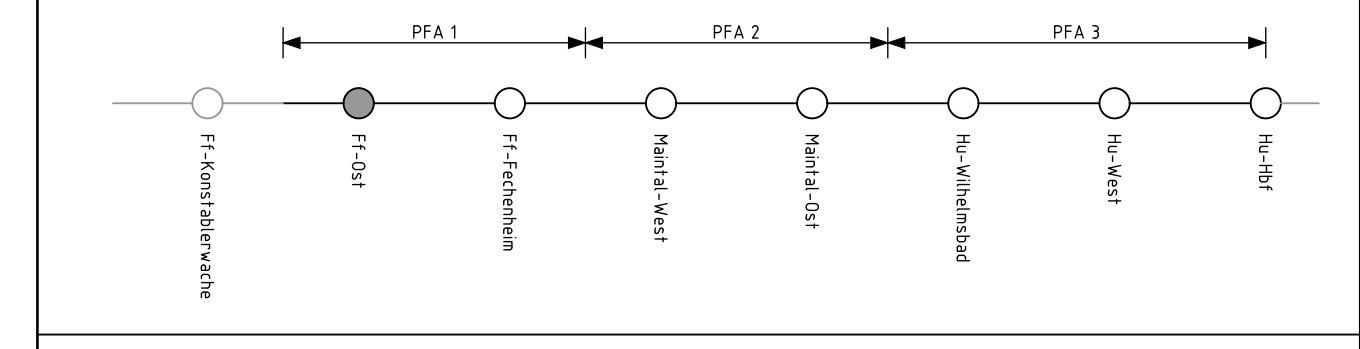 PFA 1
PFA 2
PFA 3
Ff-Konstablerwache
Ff-Ost
Ff-Fechenheim
Maintal-West
Maintal-Ost
Hu-Wilhelmsbad
Hu-West
Hu-Hbf